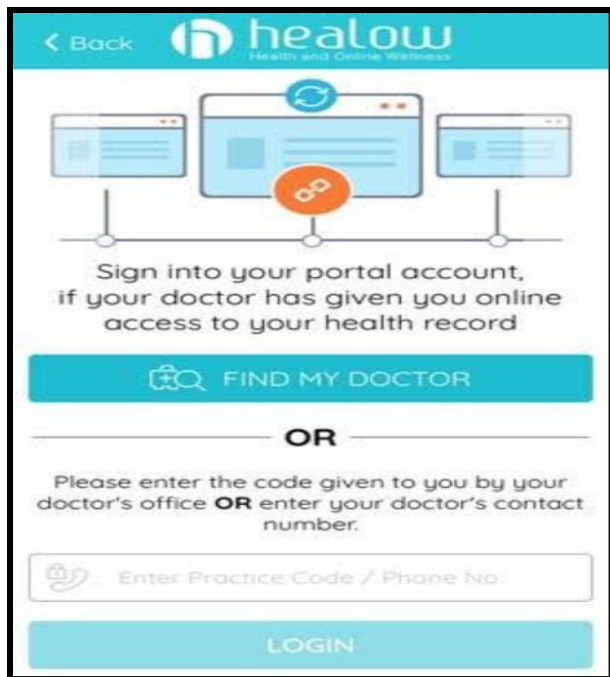 Back
healow
Health and Online Wellness
Sign into your portal account,
if your doctor has given you online
access to your health record
FIND MY DOCTOR
OR
Please enter the code given to you by your
doctor's office OR enter your doctor's contact
number.
Enter Practice Code / Phone No.
LOGIN